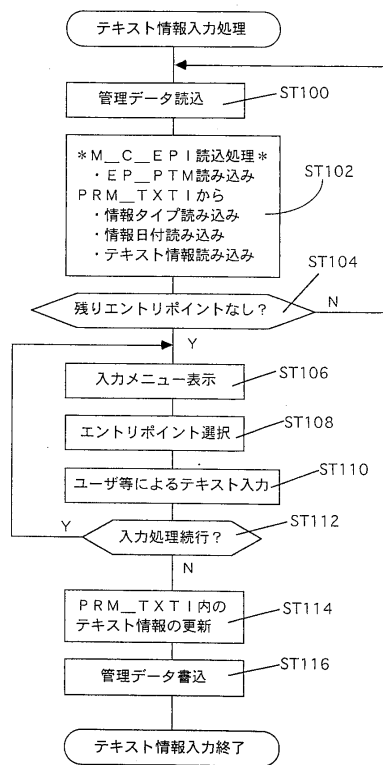 テキスト情報入力処理
管理データ読込
ST100
＊M＿C＿EPI読込処理＊
・EP＿PTM読み込み
PRM＿TXTIから
・情報タイプ読み込み
・情報日付読み込み
・テキスト情報読み込み
ST102
残りエントリポイントなし？
ST104
N
Y
入力メニュー表示
ST106
エントリポイント選択
ST108
ユーザ等によるテキスト入力
ST110
入力処理続行？
ST112
Y
N
PRM＿TXTI内の
テキスト情報の更新
ST114
管理データ書込
ST116
テキスト情報入力終了